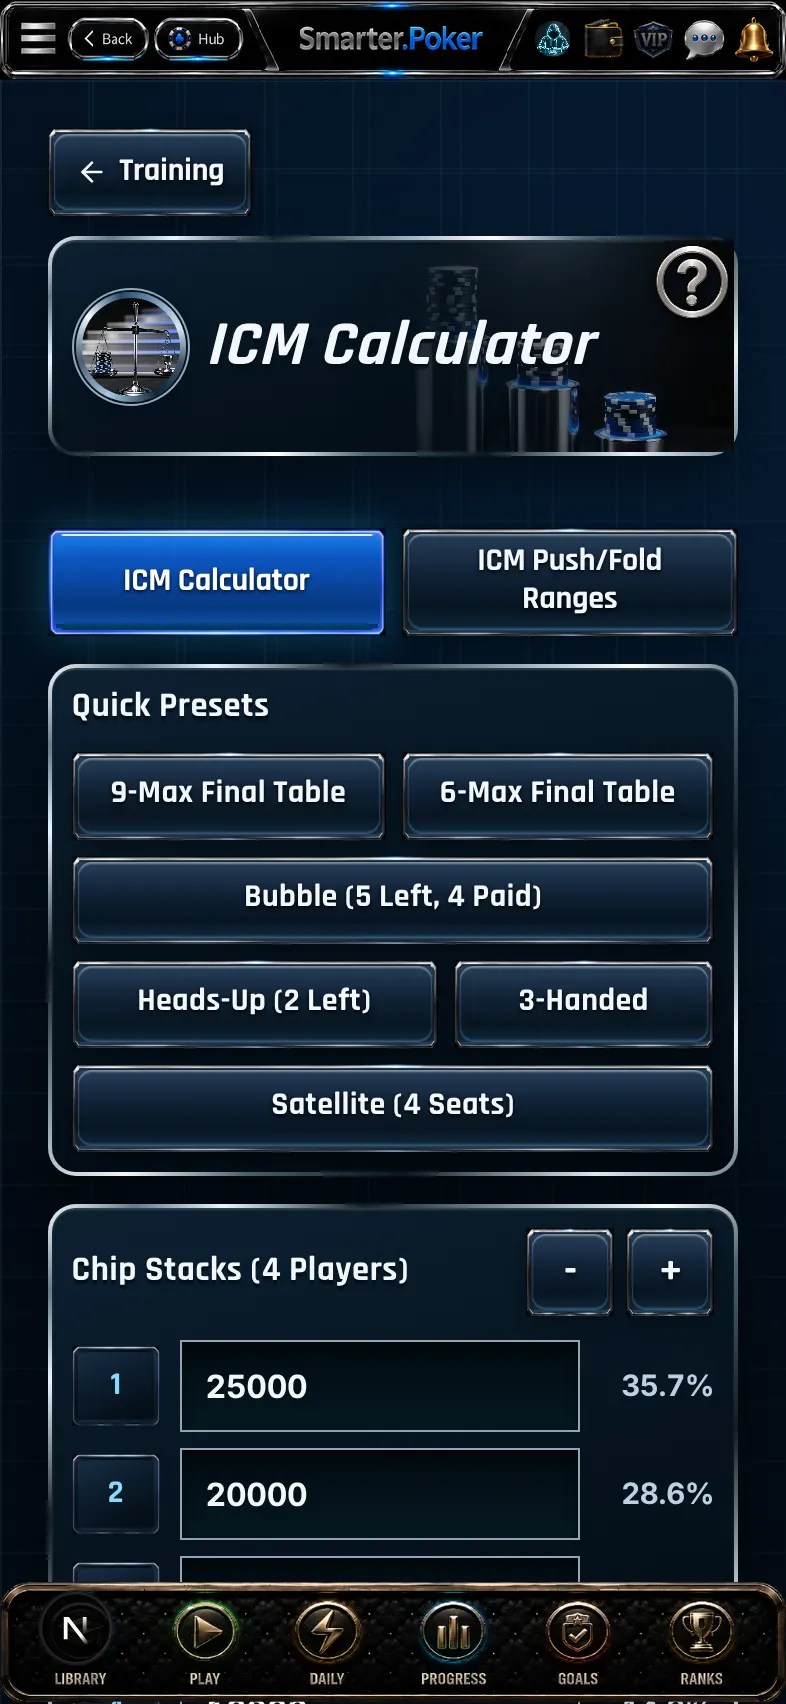 Back
Hub
Smarter.Poker
VIP
Training
?
ICM Calculator
ICM Calculator
ICM Push/Fold
Ranges
Quick Presets
9-Max Final Table
6-Max Final Table
Bubble (5 Left, 4 Paid)
Heads-Up (2 Left)
3-Handed
Satellite (4 Seats)
Chip Stacks (4 Players)
-
+
1
25000
35.7%
2
20000
28.6%
N
LIBRARY
PLAY
DAILY
PROGRESS
GOALS
RANKS